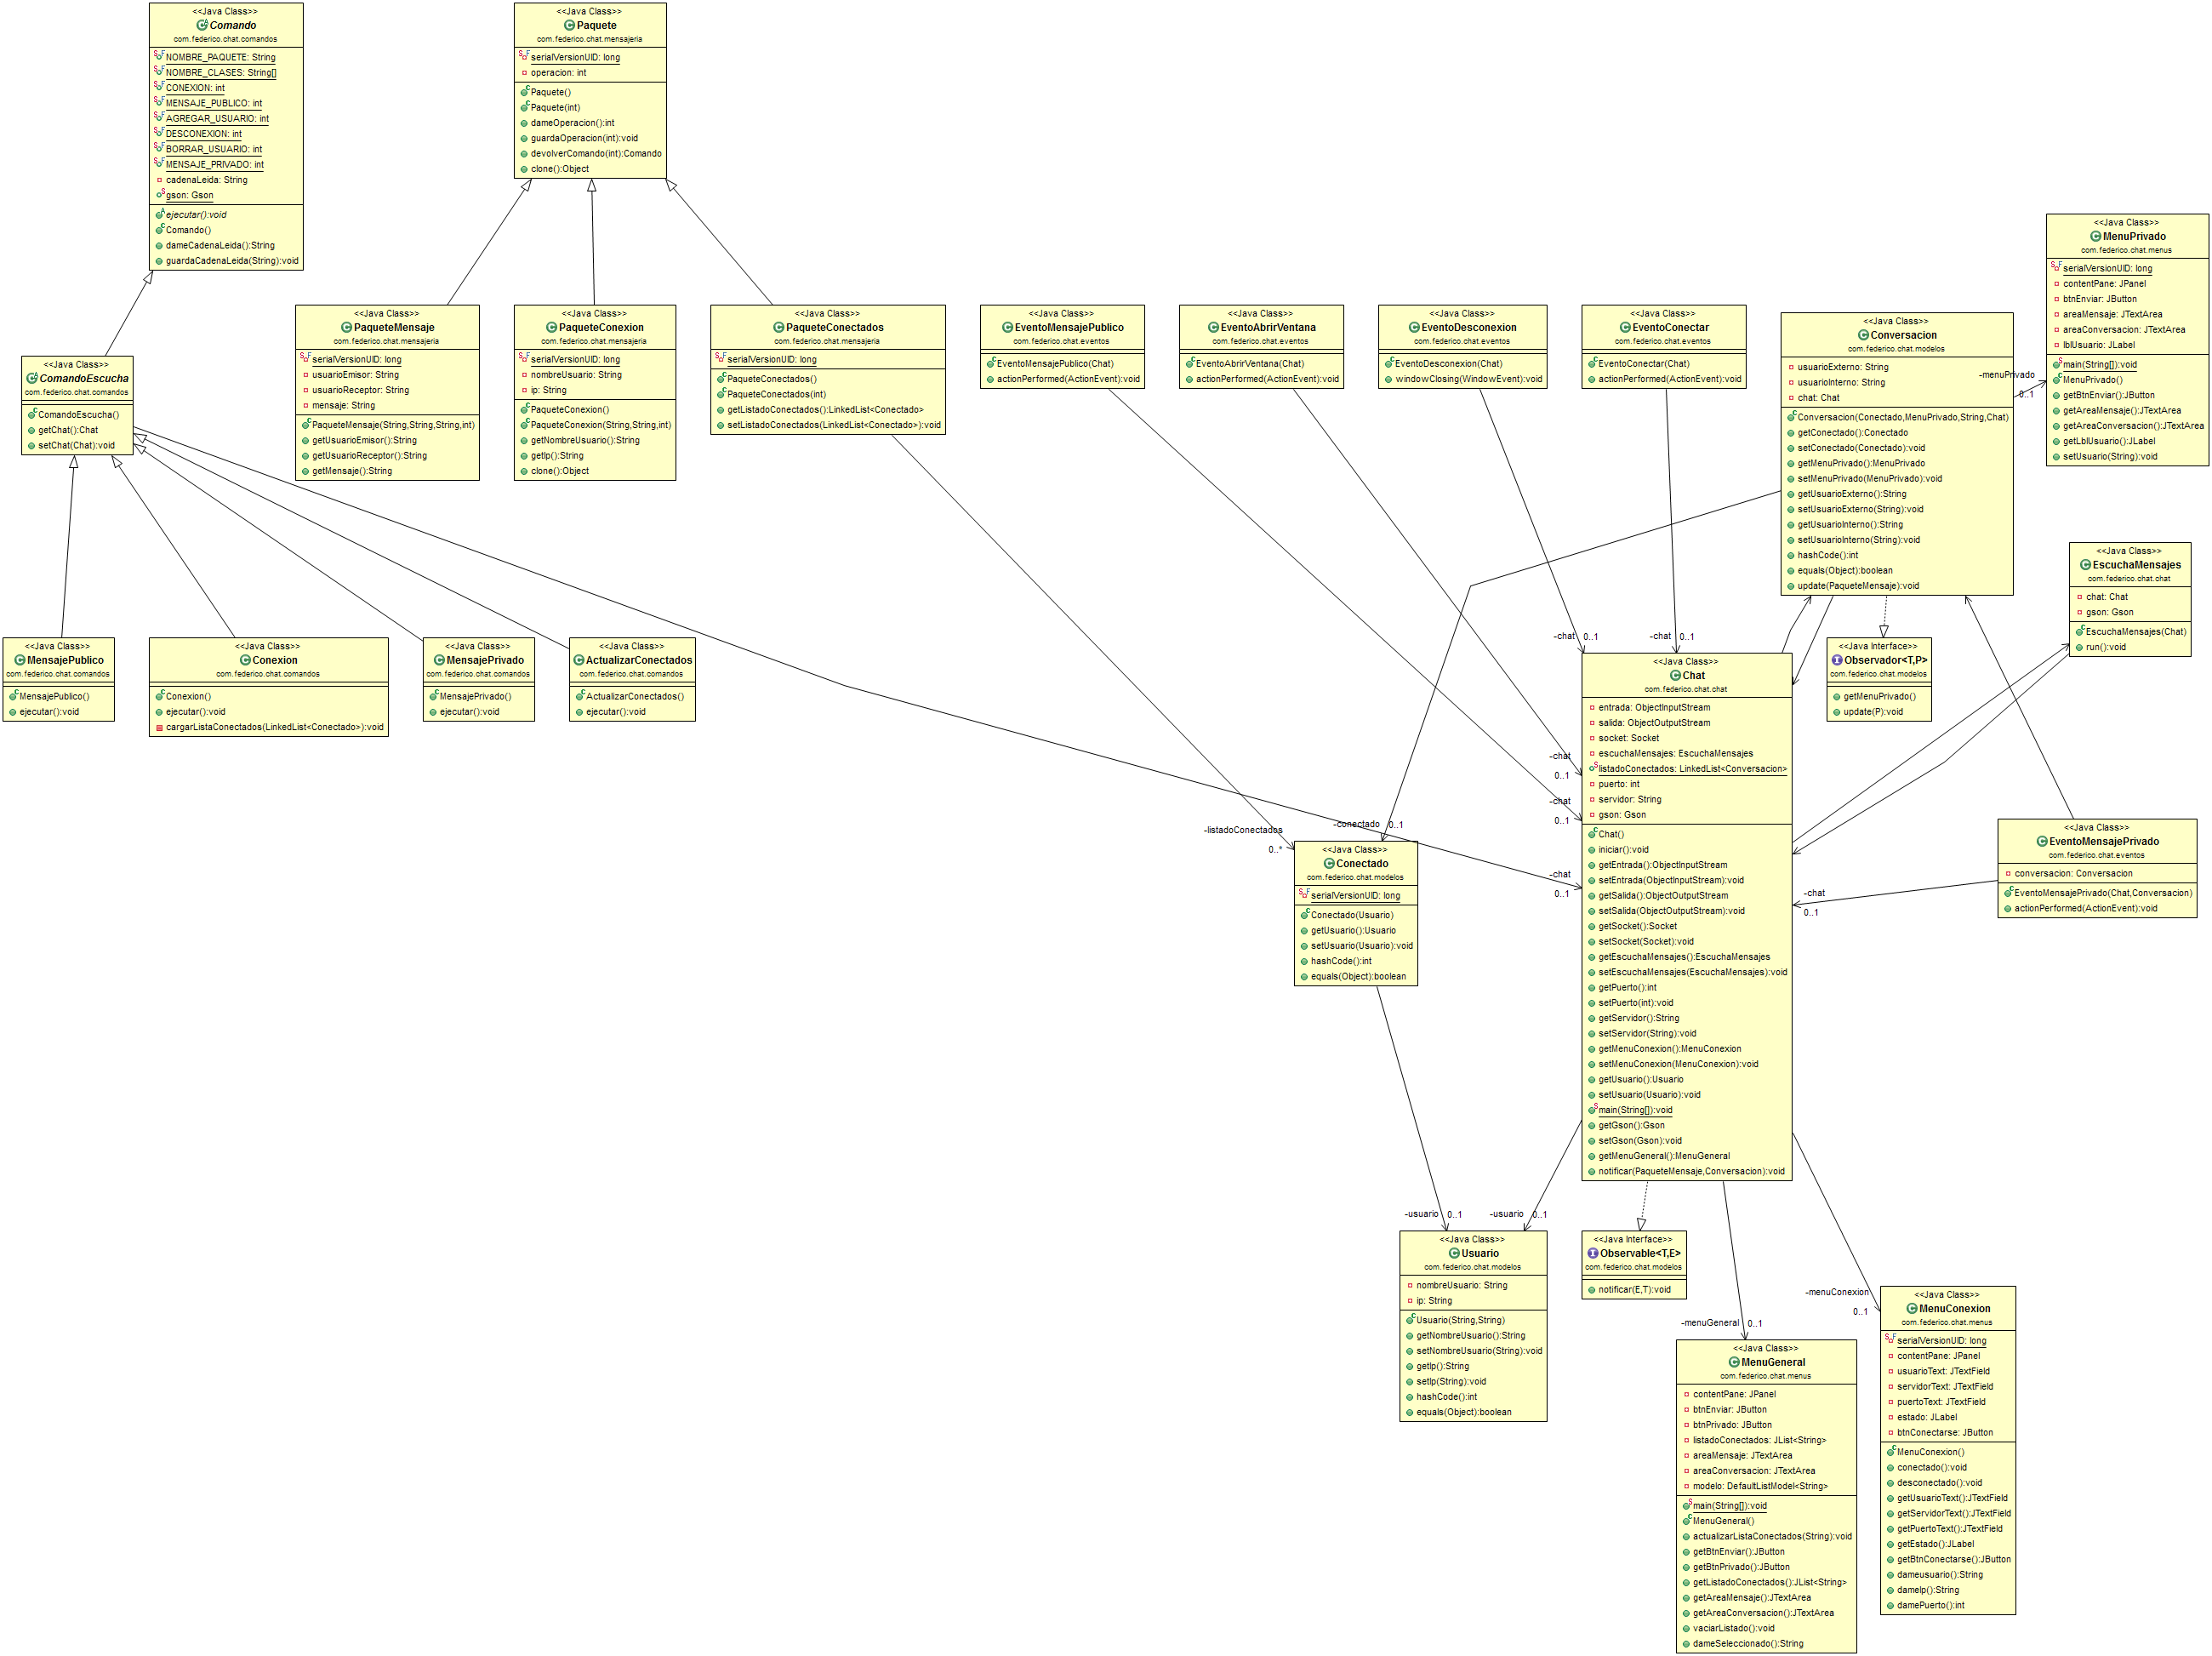 <<Java Class>>
Comando
com.federico.chat.comandos
NOMBRE_PAQUETE: String
NOMBRE_CLASES: String[]
CONEXION: int
MENSAJE_PUBLICO: int
AGREGAR_USUARIO: int
DESCONEXION: int
BORRAR_USUARIO: int
MENSAJE_PRIVADO: int
cadenaLeida: String
gson: Gson
ejecutar():void
Comando()
dameCadenaLeida():String
guardaCadenaLeida(String):void
<<Java Class>>
Paquete
com.federico.chat.mensajeria
serialVersionUID: long
operacion: int
Paquete()
Paquete(int)
dameOperacion():int
guardaOperacion(int):void
devolverComando(int):Comando
clone():Object
<<Java Class>>
MenuPrivado
com.federico.chat.menus
serialVersionUID: long
contentPane: JPanel
btnEnviar: JButton
areaMensaje: JTextArea
areaConversacion: JTextArea
lblUsuario: JLabel
main(String[]):void
MenuPrivado()
getBtnEnviar():JButton
getAreaMensaje():JTextArea
getAreaConversacion():JTextArea
getLblUsuario():JLabel
setUsuario(String):void
<<Java Class>>
ComandoEscucha
com.federico.chat.comandos
ComandoEscucha()
getChat():Chat
setChat(Chat):void
<<Java Class>>
PaqueteMensaje
com.federico.chat.mensajeria
serialVersionUID: long
usuarioEmisor: String
usuarioReceptor: String
mensaje: String
PaqueteMensaje(String,String,String,int)
getUsuarioEmisor():String
getUsuarioReceptor():String
getMensaje():String
<<Java Class>>
PaqueteConexion
com.federico.chat.mensajeria
serialVersionUID: long
nombreUsuario: String
ip: String
PaqueteConexion()
PaqueteConexion(String,String,int)
getNombreUsuario():String
getIp():String
clone():Object
<<Java Class>>
PaqueteConectados
com.federico.chat.mensajeria
serialVersionUID: long
PaqueteConectados()
PaqueteConectados(int)
getListadoConectados():LinkedList<Conectado>
setListadoConectados(LinkedList<Conectado>):void
<<Java Class>>
EventoMensajePublico
com.federico.chat.eventos
EventoMensajePublico(Chat)
actionPerformed(ActionEvent):void
<<Java Class>>
EventoAbrirVentana
com.federico.chat.eventos
EventoAbrirVentana(Chat)
actionPerformed(ActionEvent):void
<<Java Class>>
EventoDesconexion
com.federico.chat.eventos
EventoDesconexion(Chat)
windowClosing(WindowEvent):void
<<Java Class>>
EventoConectar
com.federico.chat.eventos
EventoConectar(Chat)
actionPerformed(ActionEvent):void
<<Java Class>>
Conversacion
com.federico.chat.modelos
usuarioExterno: String
usuarioInterno: String
chat: Chat
Conversacion(Conectado,MenuPrivado,String,Chat)
getConectado():Conectado
setConectado(Conectado):void
getMenuPrivado():MenuPrivado
setMenuPrivado(MenuPrivado):void
getUsuarioExterno():String
setUsuarioExterno(String):void
getUsuarioInterno():String
setUsuarioInterno(String):void
hashCode():int
equals(Object):boolean
update(PaqueteMensaje):void
-menuPrivado
0..1
<<Java Class>>
EscuchaMensajes
com.federico.chat.chat
chat: Chat
gson: Gson
EscuchaMensajes(Chat)
run():void
<<Java Class>>
MensajePublico
com.federico.chat.comandos
MensajePublico()
ejecutar():void
<<Java Class>>
Conexion
com.federico.chat.comandos
Conexion()
ejecutar():void
cargarListaConectados(LinkedList<Conectado>):void
<<Java Class>>
MensajePrivado
com.federico.chat.comandos
MensajePrivado()
ejecutar():void
<<Java Class>>
ActualizarConectados
com.federico.chat.comandos
ActualizarConectados()
ejecutar():void
<<Java Interface>>
Observador<T,P>
com.federico.chat.modelos
getMenuPrivado()
update(P):void
-chat
0..1
-chat
0..1
-chat
0..1
-chat
0..1
-chat
0..1
-chat
0..1
<<Java Class>>
Chat
com.federico.chat.chat
entrada: ObjectInputStream
salida: ObjectOutputStream
socket: Socket
escuchaMensajes: EscuchaMensajes
listadoConectados: LinkedList<Conversacion>
puerto: int
servidor: String
gson: Gson
Chat()
iniciar():void
getEntrada():ObjectInputStream
setEntrada(ObjectInputStream):void
getSalida():ObjectOutputStream
setSalida(ObjectOutputStream):void
getSocket():Socket
setSocket(Socket):void
getEscuchaMensajes():EscuchaMensajes
setEscuchaMensajes(EscuchaMensajes):void
getPuerto():int
setPuerto(int):void
getServidor():String
setServidor(String):void
getMenuConexion():MenuConexion
setMenuConexion(MenuConexion):void
getUsuario():Usuario
setUsuario(Usuario):void
main(String[]):void
getGson():Gson
setGson(Gson):void
getMenuGeneral():MenuGeneral
notificar(PaqueteMensaje,Conversacion):void
<<Java Class>>
EventoMensajePrivado
com.federico.chat.eventos
conversacion: Conversacion
EventoMensajePrivado(Chat,Conversacion)
actionPerformed(ActionEvent):void
-listadoConectados
0..*
-conectado
0..1
<<Java Class>>
Conectado
com.federico.chat.modelos
serialVersionUID: long
Conectado(Usuario)
getUsuario():Usuario
setUsuario(Usuario):void
hashCode():int
equals(Object):boolean
-usuario
0..1
-usuario
0..1
<<Java Class>>
Usuario
com.federico.chat.modelos
nombreUsuario: String
ip: String
Usuario(String,String)
getNombreUsuario():String
setNombreUsuario(String):void
getIp():String
setIp(String):void
hashCode():int
equals(Object):boolean
<<Java Interface>>
Observable<T,E>
com.federico.chat.modelos
notificar(E,T):void
-menuGeneral
0..1
-menuConexion
0..1
<<Java Class>>
MenuGeneral
com.federico.chat.menus
contentPane: JPanel
btnEnviar: JButton
btnPrivado: JButton
listadoConectados: JList<String>
areaMensaje: JTextArea
areaConversacion: JTextArea
modelo: DefaultListModel<String>
main(String[]):void
MenuGeneral()
actualizarListaConectados(String):void
getBtnEnviar():JButton
getBtnPrivado():JButton
getListadoConectados():JList<String>
getAreaMensaje():JTextArea
getAreaConversacion():JTextArea
vaciarListado():void
dameSeleccionado():String
<<Java Class>>
MenuConexion
com.federico.chat.menus
serialVersionUID: long
contentPane: JPanel
usuarioText: JTextField
servidorText: JTextField
puertoText: JTextField
estado: JLabel
btnConectarse: JButton
MenuConexion()
conectado():void
desconectado():void
getUsuarioText():JTextField
getServidorText():JTextField
getPuertoText():JTextField
getEstado():JLabel
getBtnConectarse():JButton
dameusuario():String
dameIp():String
damePuerto():int